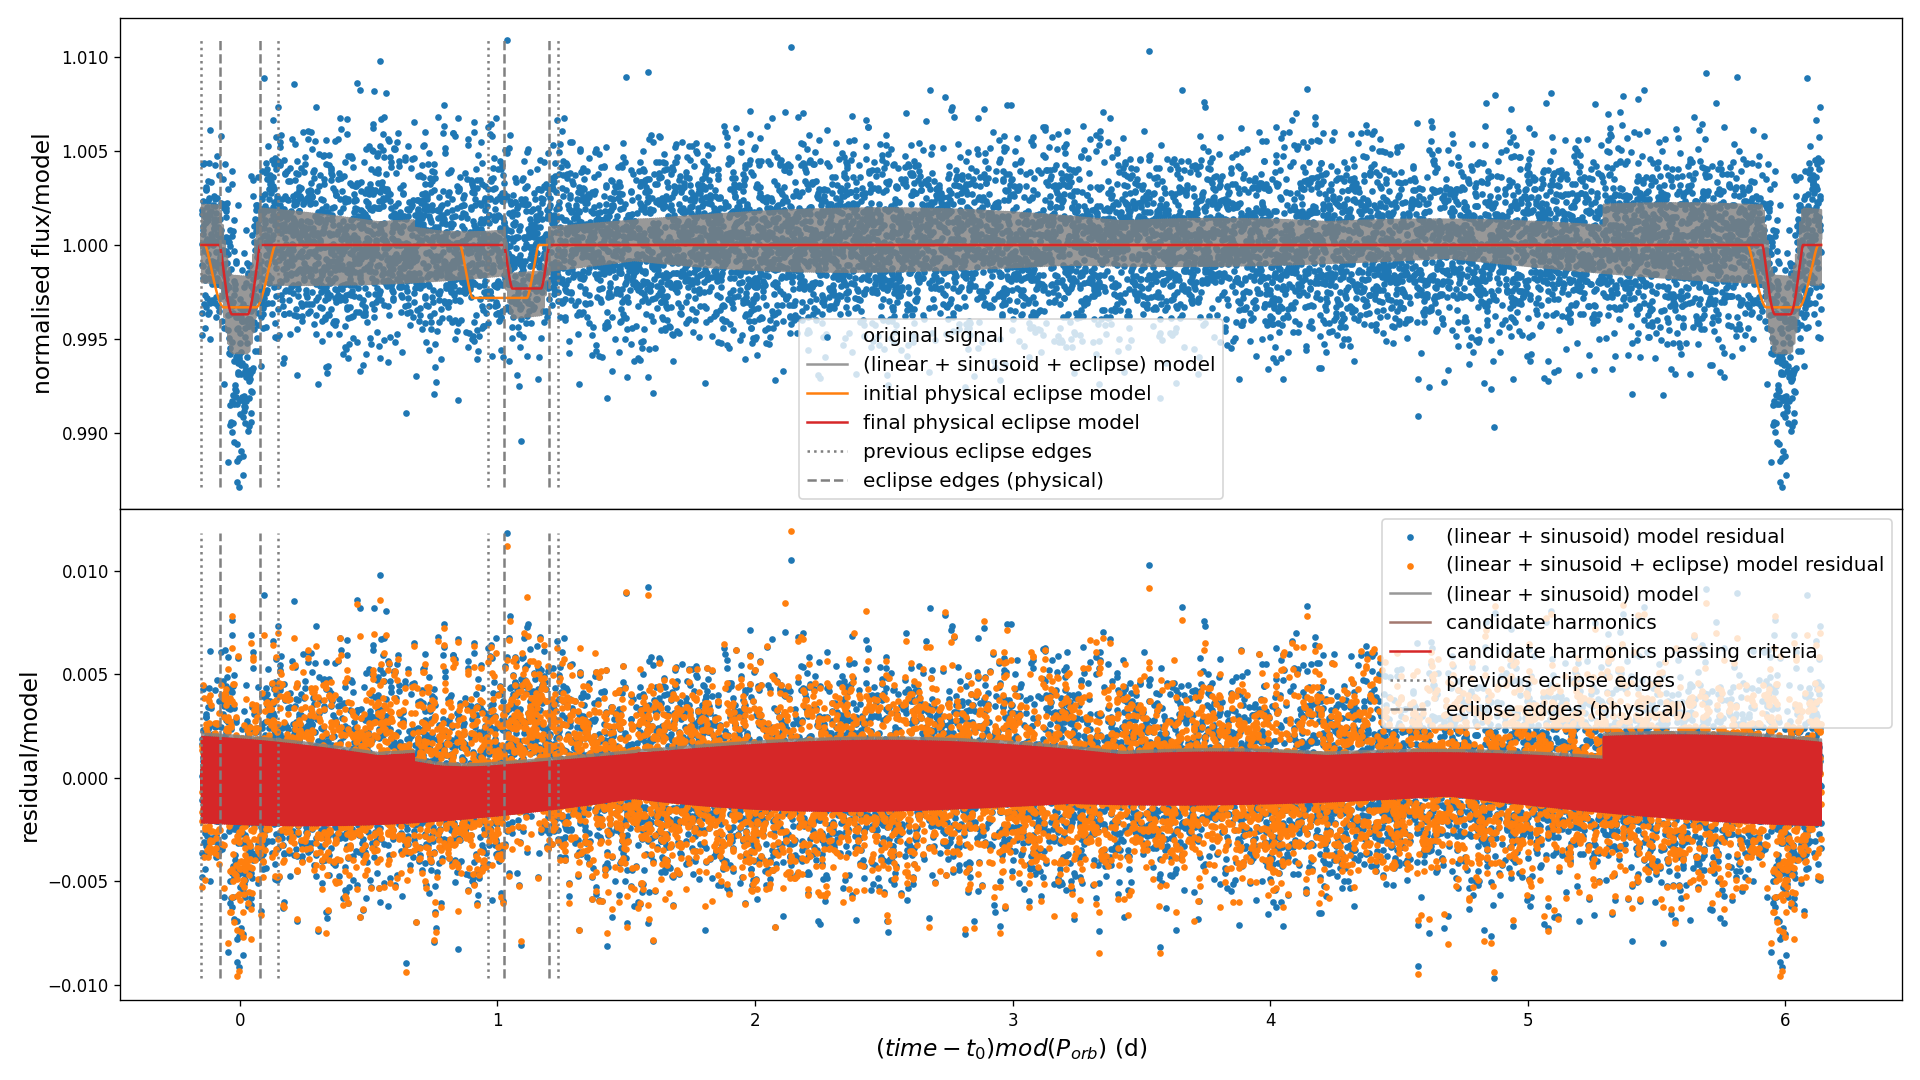 normalised flux/model
1.010
1.005
1.000
0.995
0.990
original signal
(linear + sinusoid + eclipse) model
initial physical eclipse model
final physical eclipse model
previous eclipse edges
eclipse edges (physical)
residual/model
0.010
0.005
0.000
−0.005
−0.010
(linear + sinusoid) model residual
(linear + sinusoid + eclipse) model residual
(linear + sinusoid) model
candidate harmonics
candidate harmonics passing criteria
previous eclipse edges
eclipse edges (physical)
0 1 2 3 4 5 6
(time − t₀)mod(P_orb) (d)